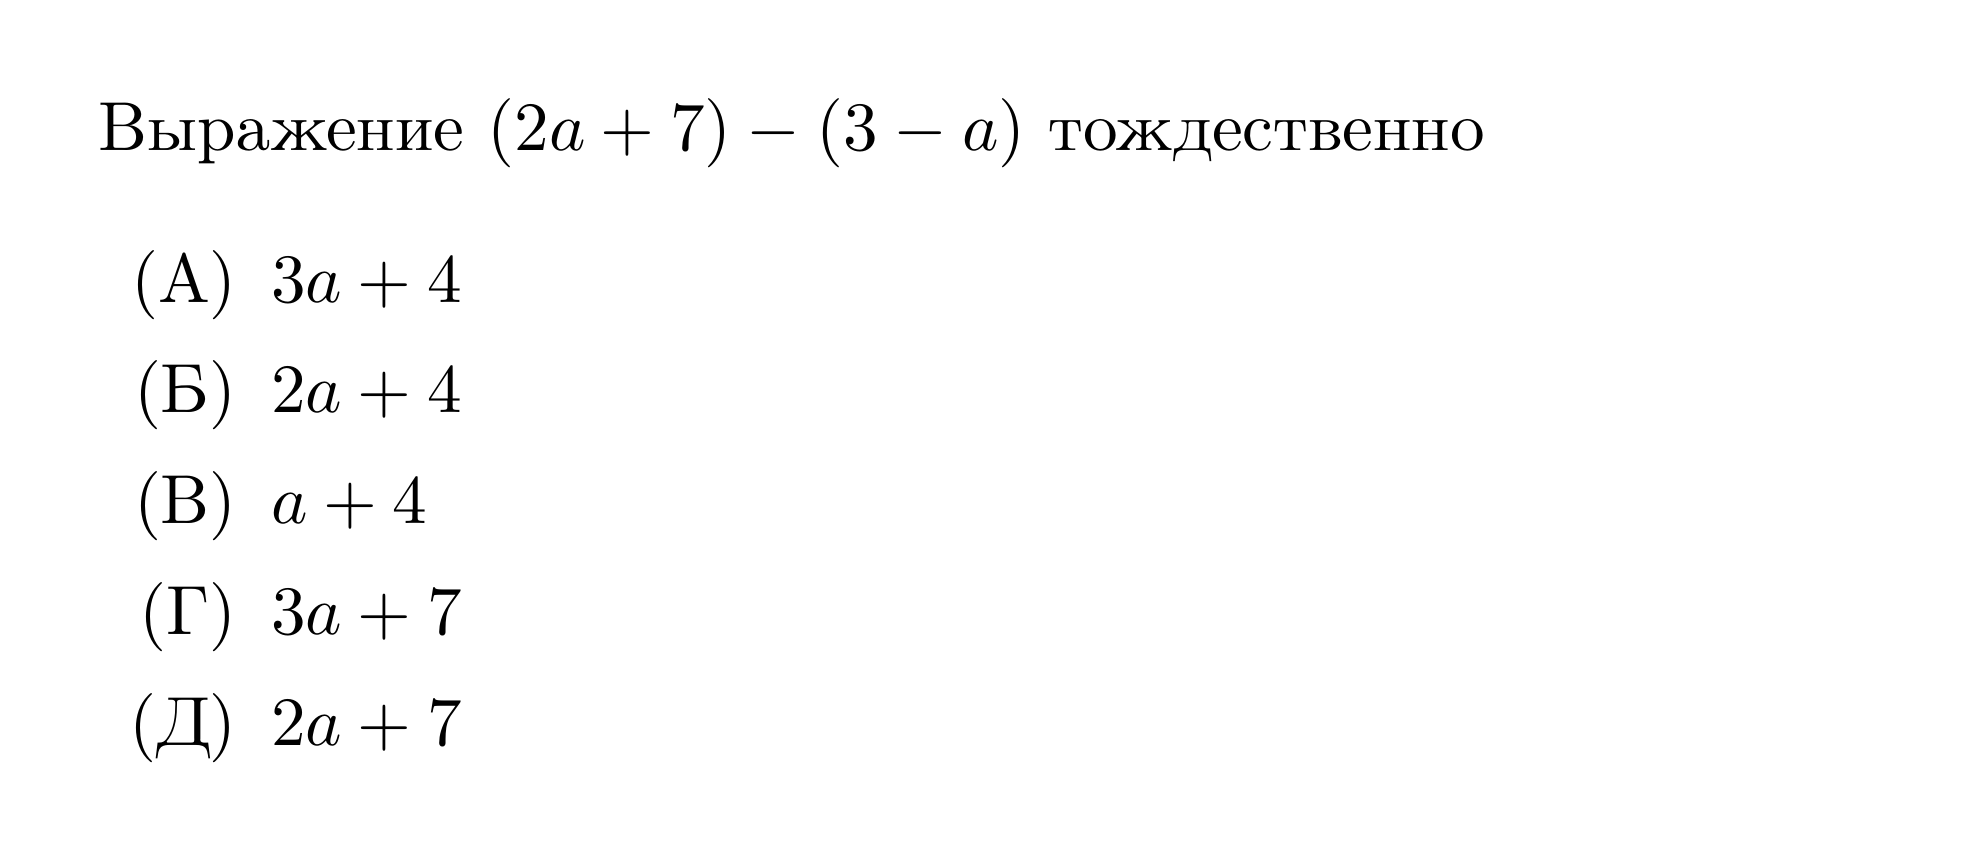 Выражение (2a + 7) − (3 − a) тождественно
(А) 3a + 4
(Б) 2a + 4
(В) a + 4
(Г) 3a + 7
(Д) 2a + 7